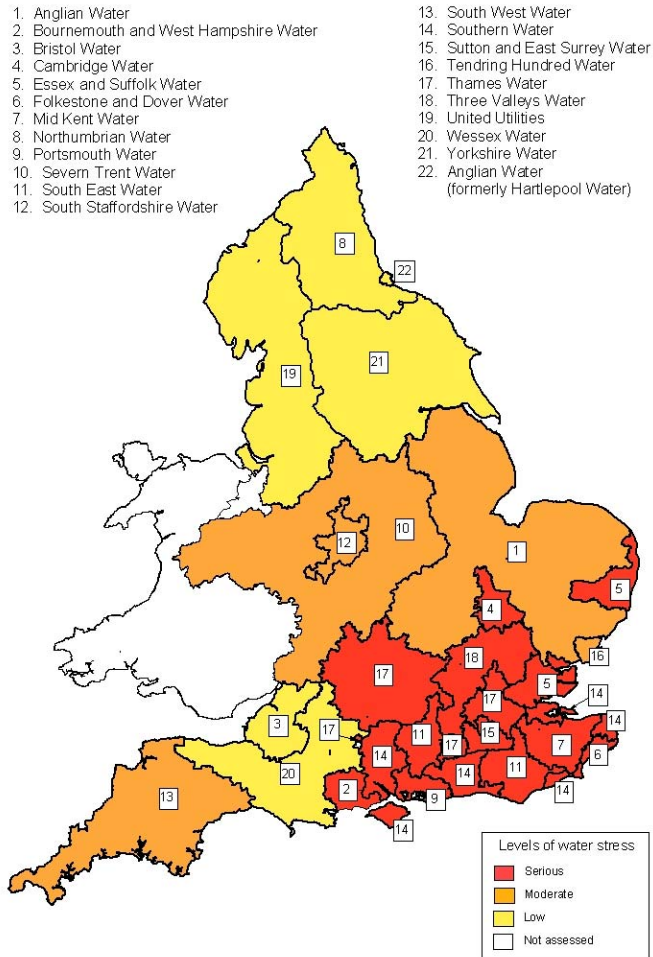 1. Anglian Water
2. Bournemouth and West Hampshire Water
3. Bristol Water
4. Cambridge Water
5. Essex and Suffolk Water
6. Folkestone and Dover Water
7. Mid Kent Water
8. Northumbrian Water
9. Portsmouth Water
10. Severn Trent Water
11. South East Water
12. South Staffordshire Water
13. South West Water
14. Southern Water
15. Sutton and East Surrey Water
16. Tendring Hundred Water
17. Thames Water
18. Three Valleys Water
19. United Utilities
20. Wessex Water
21. Yorkshire Water
22. Anglian Water
(formerly Hartlepool Water)
8
22
21
19
10
12
1
5
4
16
18
17
5
14
17
3
17
11
17
15
7
14
6
14
20
14
11
14
2
9
14
13
Levels of water stress
Serious
Moderate
Low
Not assessed